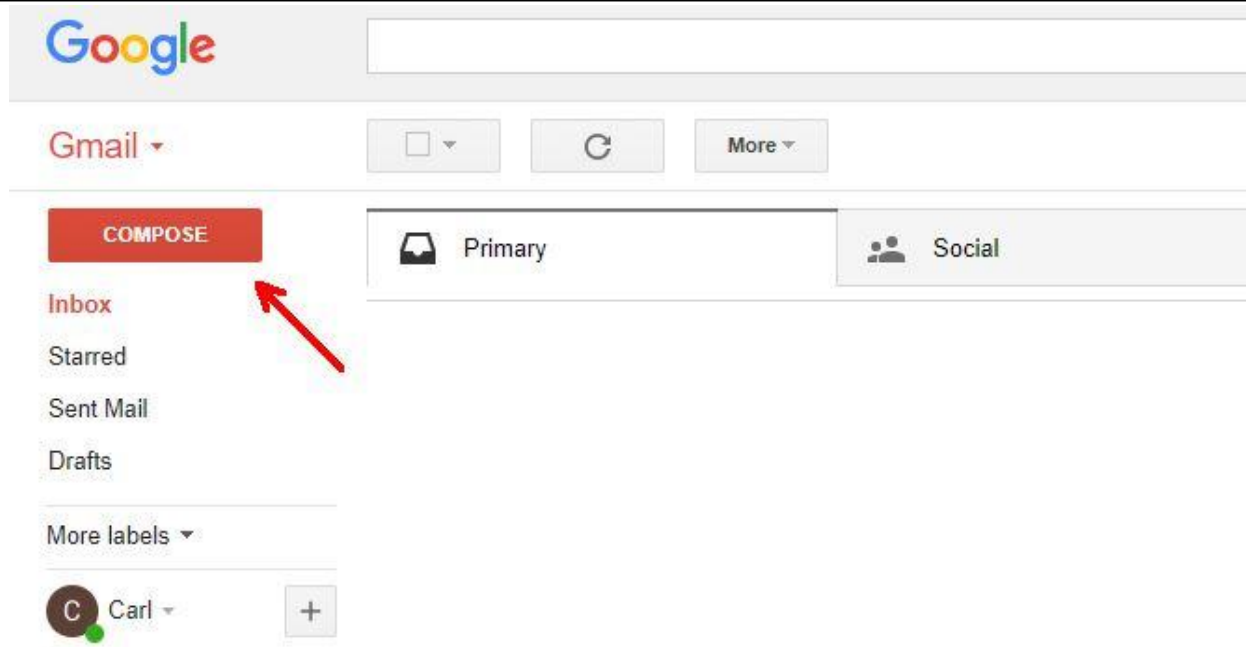 Google
Gmail
More
COMPOSE
Primary
Social
Inbox
Starred
Sent Mail
Drafts
More labels
C
Carl
+